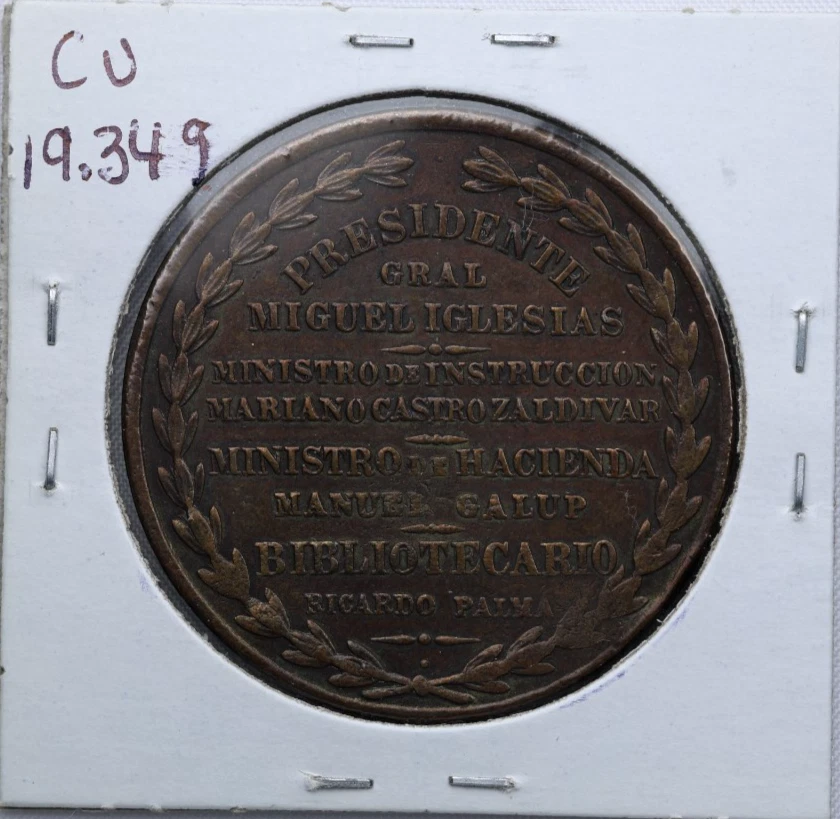 CU
19.349
PRESIDENTE
GRAL
MIGUEL IGLESIAS
MINISTRO DE INSTRUCCION
MARIANO CASTRO ZALDIVAR
MINISTRO DE HACIENDA
MANUEL GALUP
BIBLIOTECARIO
RICARDO PALMA